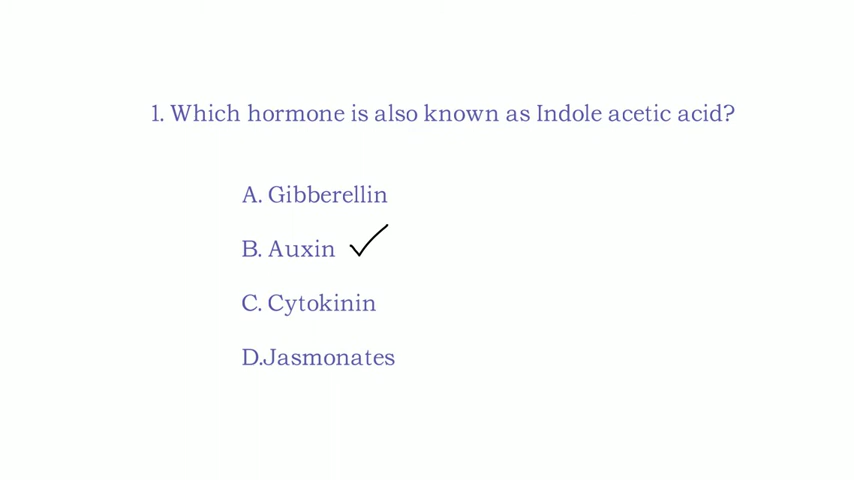 1. Which hormone is also known as Indole acetic acid?
A. Gibberellin
B. Auxin
C. Cytokinin
D.Jasmonates